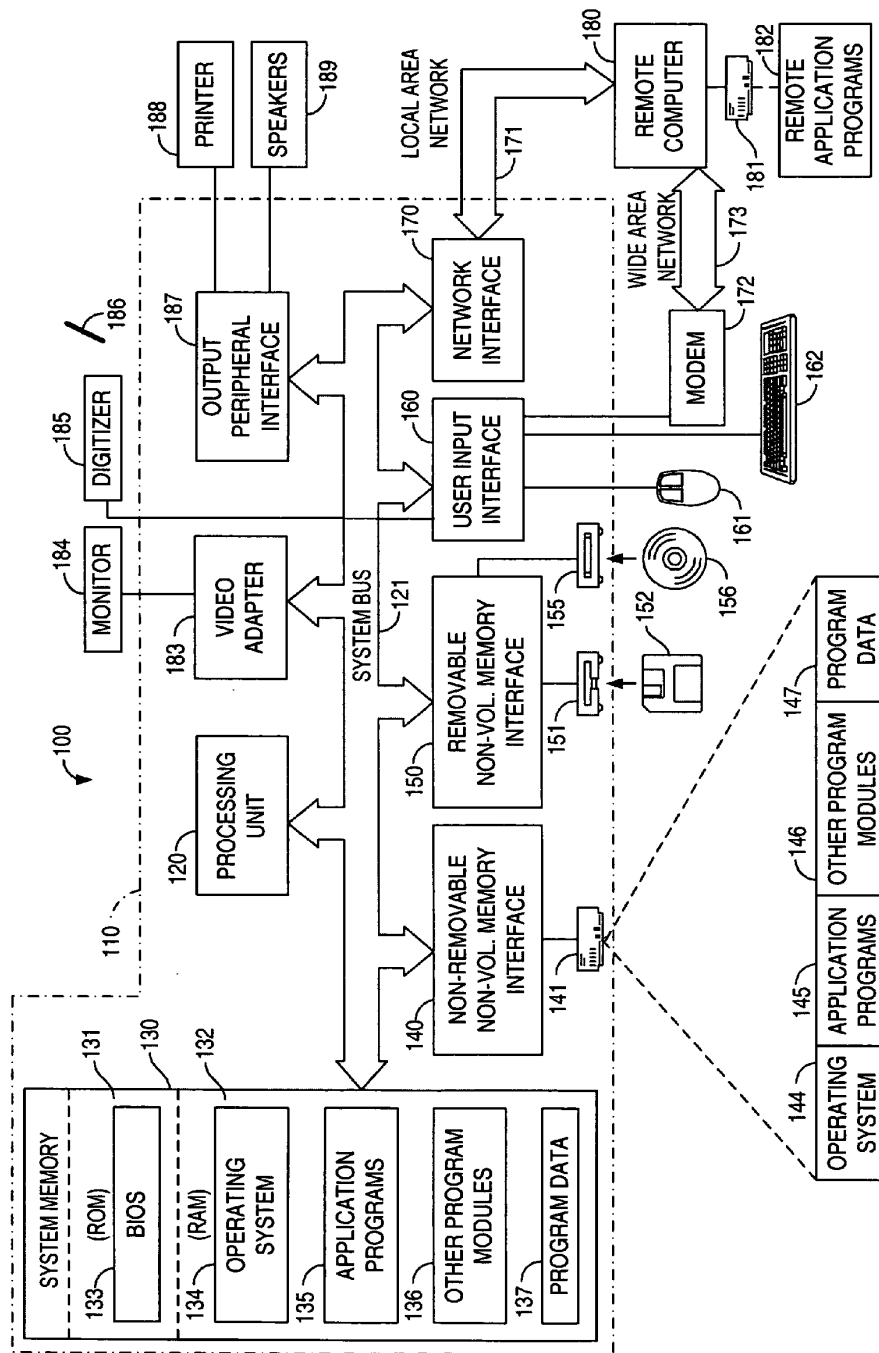 100
110
SYSTEM MEMORY
(ROM) 131
133
BIOS
130
(RAM) 132
134
OPERATING
SYSTEM
135
APPLICATION
PROGRAMS
136
OTHER PROGRAM
MODULES
137
PROGRAM DATA
120
PROCESSING
UNIT
183
VIDEO
ADAPTER
184
MONITOR
185
DIGITIZER
186
187
OUTPUT
PERIPHERAL
INTERFACE
188
PRINTER
SPEAKERS
189
SYSTEM BUS
121
140
NON-REMOVABLE
NON-VOL. MEMORY
INTERFACE
141
150
REMOVABLE
NON-VOL. MEMORY
INTERFACE
151
152
155
156
160
USER INPUT
INTERFACE
161
162
170
NETWORK
INTERFACE
LOCAL AREA
NETWORK
171
172
MODEM
WIDE AREA
NETWORK
173
180
REMOTE
COMPUTER
181
182
REMOTE
APPLICATION
PROGRAMS
144
OPERATING
SYSTEM
145
APPLICATION
PROGRAMS
146
OTHER PROGRAM
MODULES
147
PROGRAM
DATA